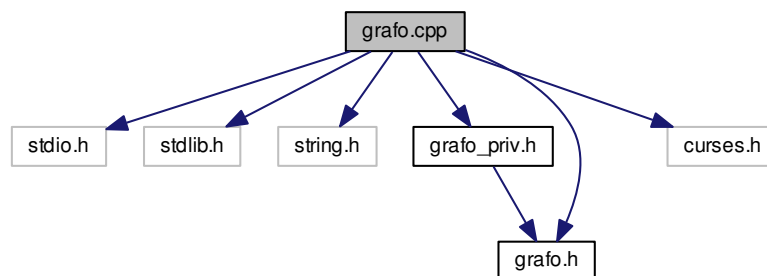 grafo.cpp
stdio.h
stdlib.h
string.h
grafo_priv.h
curses.h
grafo.h